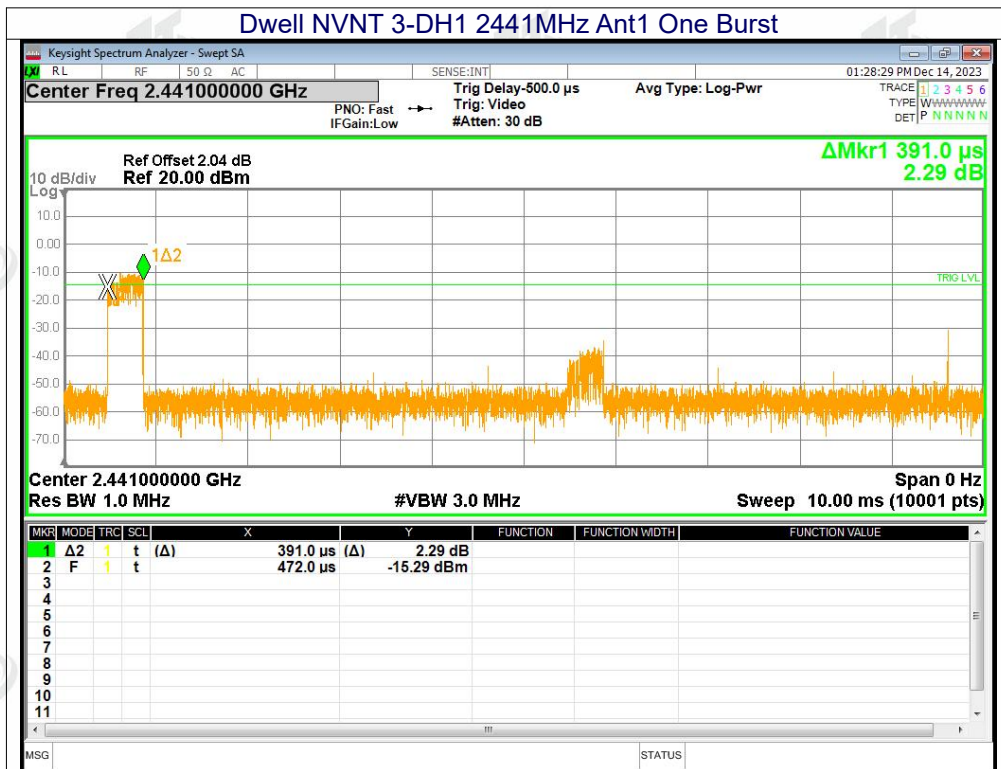 Dwell NVNT 3-DH1 2441MHz Ant1 One Burst
Keysight Spectrum Analyzer - Swept SA
LXI RL RF 50 Ω AC SENSE:INT 01:28:29 PM Dec 14, 2023
Center Freq 2.441000000 GHz Trig Delay-500.0 µs Avg Type: Log-Pwr TRACE 1 2 3 4 5 6
PNO: Fast Trig: Video TYPE WWWWWW
IFGain:Low #Atten: 30 dB DET P N N N N N
ΔMkr1 391.0 µs
2.29 dB
Ref Offset 2.04 dB
10 dB/div Ref 20.00 dBm
Log
10.0
0.00
1Δ2
-10.0
TRIG LVL
-20.0
-30.0
-40.0
-50.0
-60.0
-70.0
Center 2.441000000 GHz Span 0 Hz
Res BW 1.0 MHz #VBW 3.0 MHz Sweep 10.00 ms (10001 pts)
MKR MODE TRC SCL X Y FUNCTION FUNCTION WIDTH FUNCTION VALUE
1 Δ2 1 t (Δ) 391.0 µs (Δ) 2.29 dB
2 F 1 t 472.0 µs -15.29 dBm
3
4
5
6
7
8
9
10
11
MSG STATUS